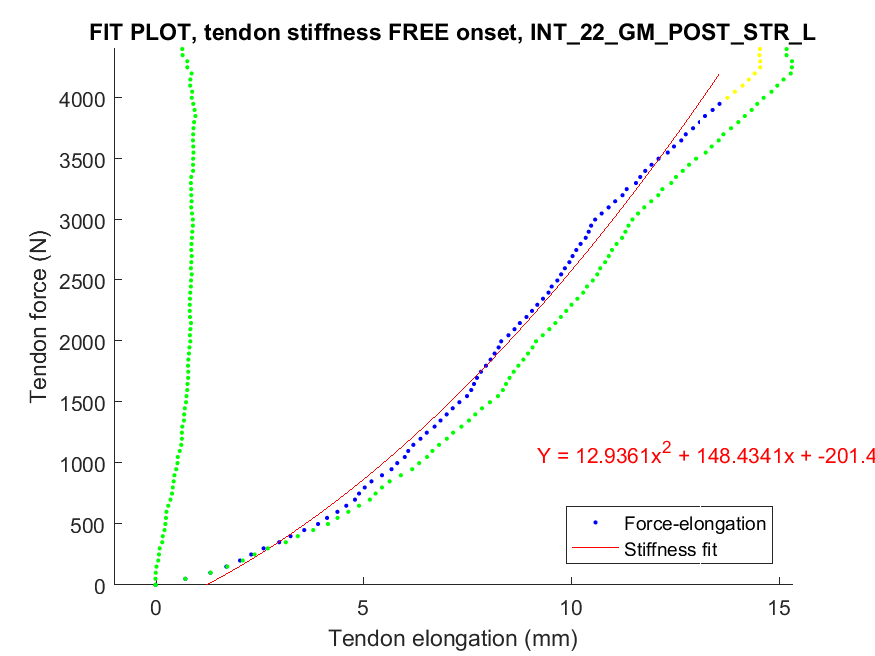 FIT PLOT, tendon stiffness FREE onset, INT_22_GM_POST_STR_L
4000
3500
3000
2500
2000
1500
1000
500
0
Tendon force (N)
Y = 12.9361x² + 148.4341x + -201.4
Force-elongation
Stiffness fit
0 5 10 15
Tendon elongation (mm)